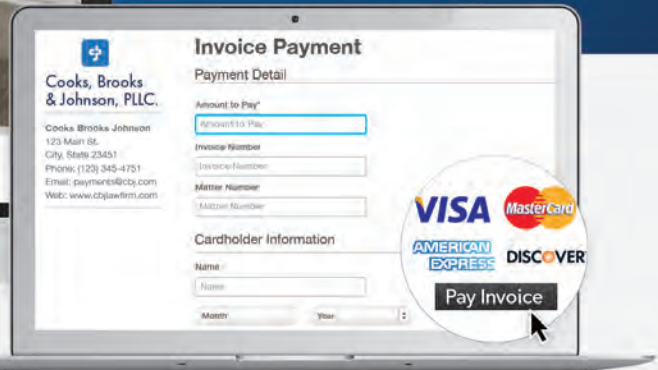 Cooks, Brooks
& Johnson, PLLC.
Cooks Brooks Johnson
123 Main St.
City, State 23451
Phone: (123) 345-4751
Email: payments@cbj.com
Web: www.cbjlawfirm.com
Invoice Payment
Payment Detail
Amount to Pay*
Amount to Pay
Invoice Number
Invoice Number
Matter Number
Matter Number
Cardholder Information
Name
Name
Month Year
VISA MasterCard
AMERICAN EXPRESS DISCOVER
Pay Invoice